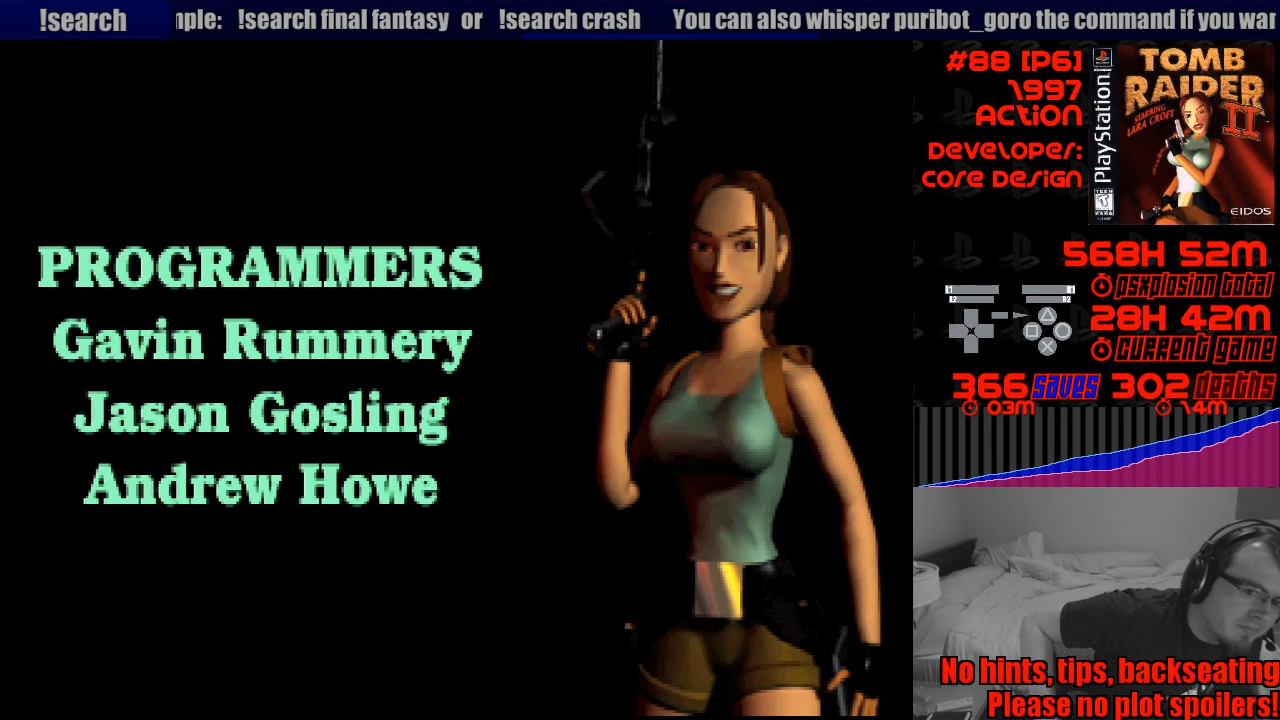 !search
mple: !search final fantasy or !search crash You can also whisper puribot_goro the command if you war
PROGRAMMERS
Gavin Rummery
Jason Gosling
Andrew Howe
#88 [P6]
1997
Action
Developer:
Core Design
PlayStation
TOMB
RAIDER
II
STARRING
LARA CROFT
EIDOS
568H 52M
psxplosion total
28H 42M
current game
366 saves 302 deaths
03M 14M
No hints, tips, backseating
Please no plot spoilers!